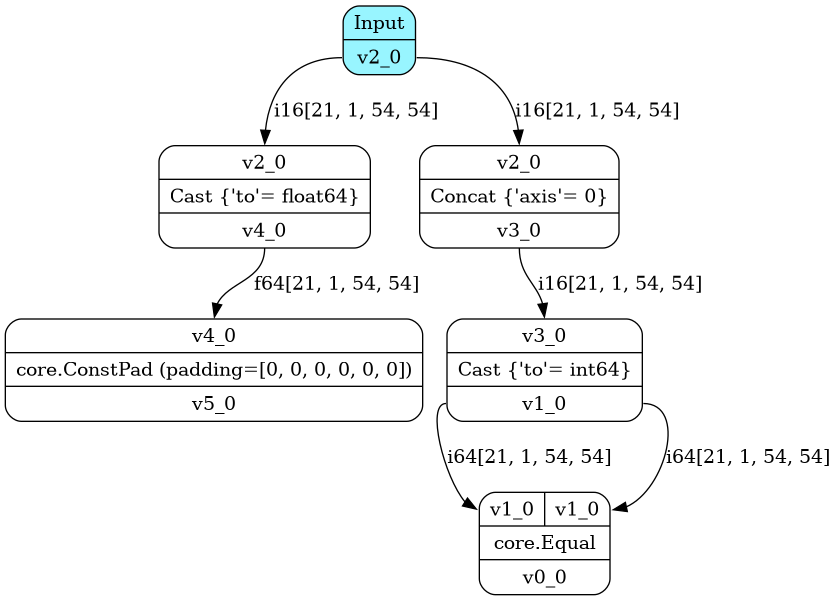 Input
v2_0
i16[21, 1, 54, 54]
i16[21, 1, 54, 54]
v2_0
Cast {'to'= float64}
v4_0
v2_0
Concat {'axis'= 0}
v3_0
f64[21, 1, 54, 54]
i16[21, 1, 54, 54]
v4_0
core.ConstPad (padding=[0, 0, 0, 0, 0, 0])
v5_0
v3_0
Cast {'to'= int64}
v1_0
i64[21, 1, 54, 54]
i64[21, 1, 54, 54]
v1_0
v1_0
core.Equal
v0_0